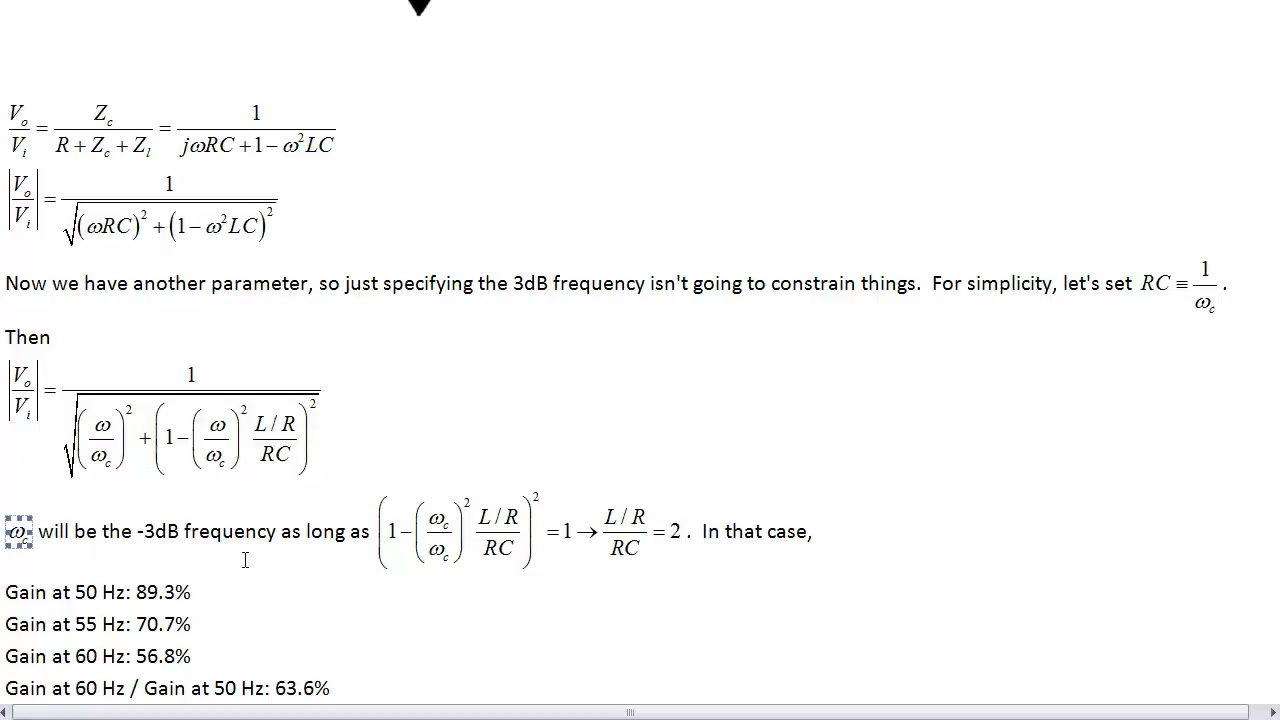 V_o/V_i = Z_c/(R + Z_c + Z_l) = 1/(jωRC + 1 − ω²LC)
|V_o/V_i| = 1/√((ωRC)² + (1 − ω²LC)²)
Now we have another parameter, so just specifying the 3dB frequency isn't going to constrain things. For simplicity, let's set RC ≡ 1/ω_c .
Then
|V_o/V_i| = 1/√((ω/ω_c)² + (1 − (ω/ω_c)² (L/R)/(RC))²)
ω_c will be the -3dB frequency as long as (1 − (ω_c/ω_c)² (L/R)/(RC))² = 1 → (L/R)/(RC) = 2 . In that case,
Gain at 50 Hz: 89.3%
Gain at 55 Hz: 70.7%
Gain at 60 Hz: 56.8%
Gain at 60 Hz / Gain at 50 Hz: 63.6%